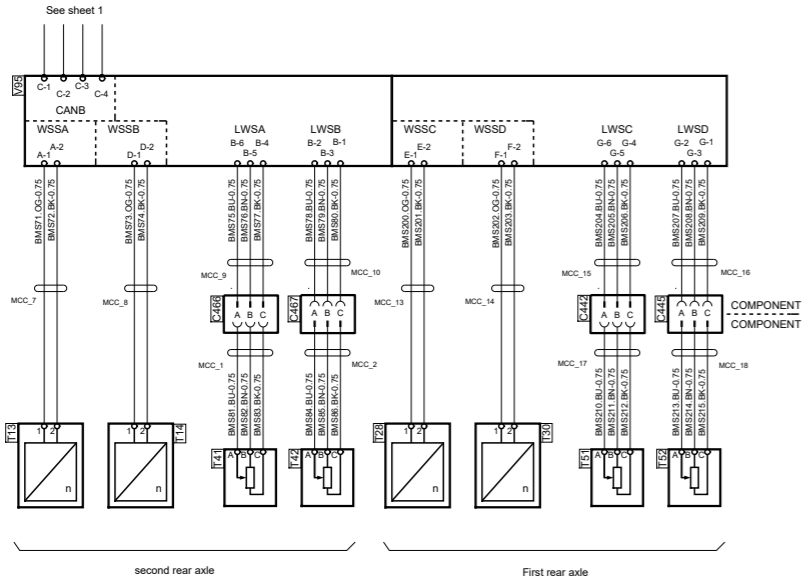 See sheet 1
V95
C-1 C-2 C-3 C-4
CANB
WSSA WSSB LWSA LWSB WSSC WSSD LWSC LWSD
A-1 A-2 D-1 D-2 B-6 B-5 B-4 B-2 B-3 B-1 E-1 E-2 F-1 F-2 G-6 G-5 G-4 G-2 G-3 G-1
BMS71.OG-0.75
BMS72.BK-0.75
BMS73.OG-0.75
BMS74.BK-0.75
BMS75.BU-0.75
BMS76.BN-0.75
BMS77.BK-0.75
BMS78.BU-0.75
BMS79.BN-0.75
BMS80.BK-0.75
BMS200.OG-0.75
BMS201.BK-0.75
BMS202.OG-0.75
BMS203.BK-0.75
BMS204.BU-0.75
BMS205.BN-0.75
BMS206.BK-0.75
BMS207.BU-0.75
BMS208.BN-0.75
BMS209.BK-0.75
MCC_7 MCC_8 MCC_9 MCC_10 MCC_13 MCC_14 MCC_15 MCC_16
C466 A B C
C467 A B C
C442 A B C
C445 A B C
COMPONENT
COMPONENT
MCC_1 MCC_2 MCC_17 MCC_18
BMS81.BU-0.75
BMS82.BN-0.75
BMS83.BK-0.75
BMS84.BU-0.75
BMS85.BN-0.75
BMS86.BK-0.75
BMS210.BU-0.75
BMS211.BN-0.75
BMS212.BK-0.75
BMS213.BU-0.75
BMS214.BN-0.75
BMS215.BK-0.75
T13 1 2 n
T14 1 2 n
T41 A B C
T42 A B C
T28 1 2 n
T30 1 2 n
T51 A B C
T52 A B C
second rear axle
First rear axle